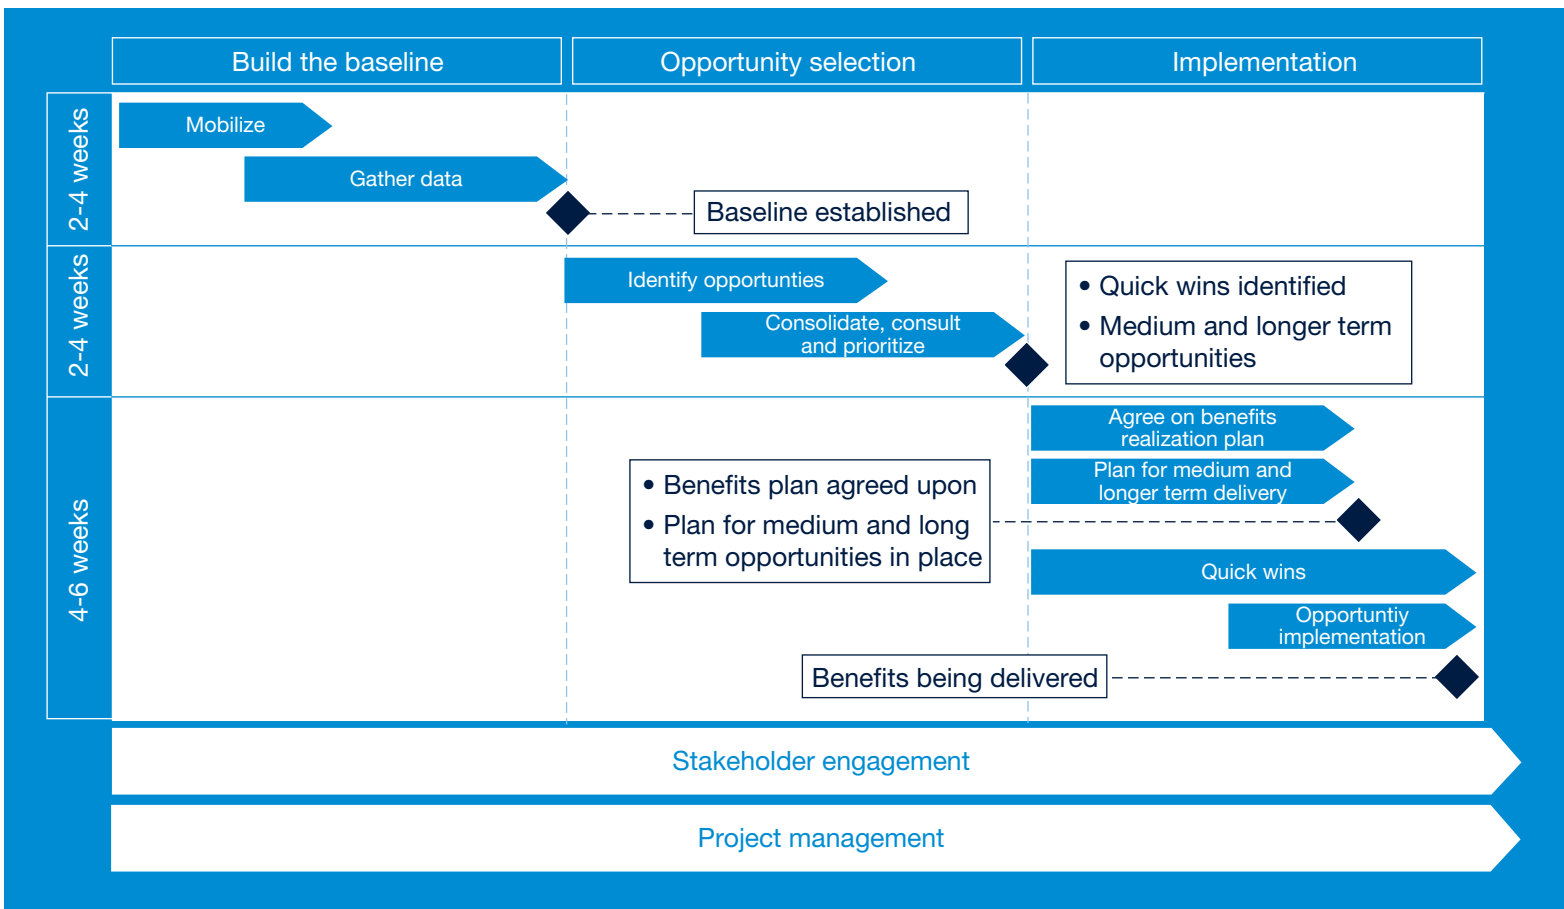 Build the baseline
Opportunity selection
Implementation
2-4 weeks
Mobilize
Gather data
Baseline established
2-4 weeks
Identify opportunties
Consolidate, consult
and prioritize
• Quick wins identified
• Medium and longer term
opportunities
4-6 weeks
Agree on benefits
realization plan
Plan for medium and
longer term delivery
• Benefits plan agreed upon
• Plan for medium and long
term opportunities in place
Quick wins
Opportuntiy
implementation
Benefits being delivered
Stakeholder engagement
Project management